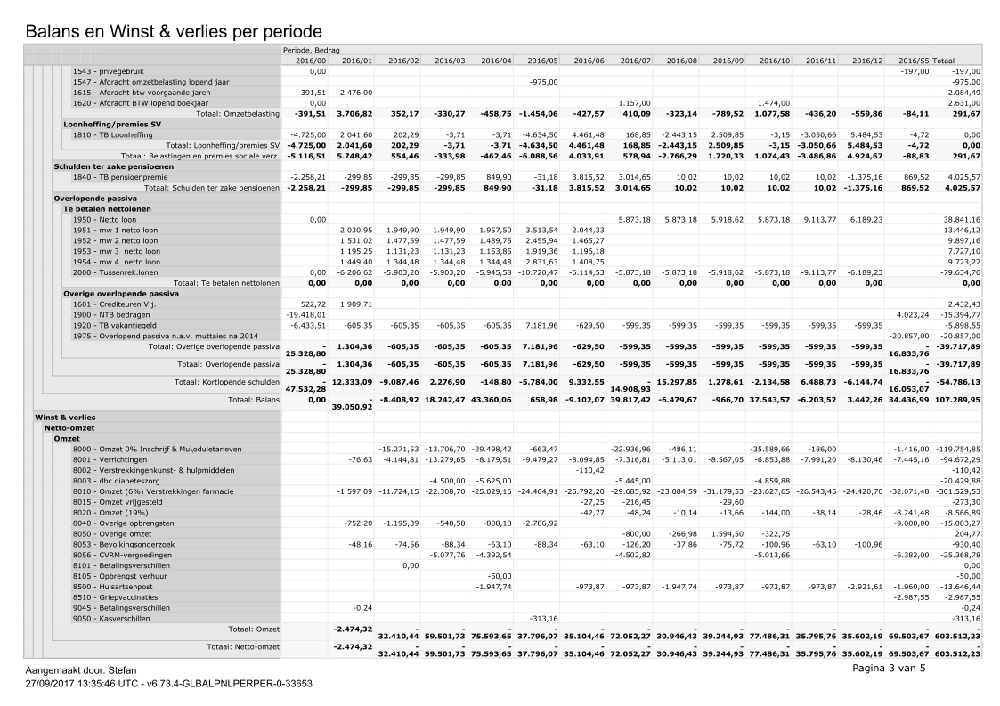 Balans en Winst & verlies per periode
Periode, Bedrag
2016/00 2016/01 2016/02 2016/03 2016/04 2016/05 2016/06 2016/07 2016/08 2016/09 2016/10 2016/11 2016/12 2016/55 Totaal
1543 - privegebruik 0,00 -197,00 -197,00
1547 - Afdracht omzetbelasting lopend jaar -975,00 -975,00
1615 - Afdracht btw voorgaande jaren -391,51 2.476,00 2.084,49
1620 - Afdracht BTW lopend boekjaar 0,00 1.157,00 1.474,00 2.631,00
Totaal: Omzetbelasting -391,51 3.706,82 352,17 -330,27 -458,75 -1.454,06 -427,57 410,09 -323,14 -789,52 1.077,58 -436,20 -559,86 -84,11 291,67
Loonheffing/premies SV
1810 - TB Loonheffing -4.725,00 2.041,60 202,29 -3,71 -3,71 -4.634,50 4.461,48 168,85 -2.443,15 2.509,85 -3,15 -3.050,66 5.484,53 -4,72 0,00
Totaal: Loonheffing/premies SV -4.725,00 2.041,60 202,29 -3,71 -3,71 -4.634,50 4.461,48 168,85 -2.443,15 2.509,85 -3,15 -3.050,66 5.484,53 -4,72 0,00
Totaal: Belastingen en premies sociale verz. -5.116,51 5.748,42 554,46 -333,98 -462,46 -6.088,56 4.033,91 578,94 -2.766,29 1.720,33 1.074,43 -3.486,86 4.924,67 -88,83 291,67
Schulden ter zake pensioenen
1840 - TB pensioenpremie -2.258,21 -299,85 -299,85 -299,85 849,90 -31,18 3.815,52 3.014,65 10,02 10,02 10,02 10,02 -1.375,16 869,52 4.025,57
Totaal: Schulden ter zake pensioenen -2.258,21 -299,85 -299,85 -299,85 849,90 -31,18 3.815,52 3.014,65 10,02 10,02 10,02 10,02 -1.375,16 869,52 4.025,57
Overlopende passiva
Te betalen nettolonen
1950 - Netto loon 0,00 5.873,18 5.873,18 5.918,62 5.873,18 9.113,77 6.189,23 38.841,16
1951 - mw 1 netto loon 2.030,95 1.949,90 1.949,90 1.957,50 3.513,54 2.044,33 13.446,12
1952 - mw 2 netto loon 1.531,02 1.477,59 1.477,59 1.489,75 2.455,94 1.465,27 9.897,16
1953 - mw 3  netto loon 1.195,25 1.131,23 1.131,23 1.153,85 1.919,36 1.196,18 7.727,10
1954 - mw 4  netto loon 1.449,40 1.344,48 1.344,48 1.344,48 2.831,63 1.408,75 9.723,22
2000 - Tussenrek.lonen 0,00 -6.206,62 -5.903,20 -5.903,20 -5.945,58 -10.720,47 -6.114,53 -5.873,18 -5.873,18 -5.918,62 -5.873,18 -9.113,77 -6.189,23 -79.634,76
Totaal: Te betalen nettolonen 0,00 0,00 0,00 0,00 0,00 0,00 0,00 0,00 0,00 0,00 0,00 0,00 0,00 0,00
Overige overlopende passiva
1601 - Crediteuren V.j. 522,72 1.909,71 2.432,43
1900 - NTB bedragen -19.418,01 4.023,24 -15.394,77
1920 - TB vakantiegeld -6.433,51 -605,35 -605,35 -605,35 -605,35 7.181,96 -629,50 -599,35 -599,35 -599,35 -599,35 -599,35 -599,35 -5.898,55
1975 - Overlopend passiva n.a.v. muttaies na 2014 -20.857,00 -20.857,00
Totaal: Overige overlopende passiva - 1.304,36 -605,35 -605,35 -605,35 7.181,96 -629,50 -599,35 -599,35 -599,35 -599,35 -599,35 -599,35 - -39.717,89
25.328,80 16.833,76
Totaal: Overlopende passiva - 1.304,36 -605,35 -605,35 -605,35 7.181,96 -629,50 -599,35 -599,35 -599,35 -599,35 -599,35 -599,35 - -39.717,89
25.328,80 16.833,76
Totaal: Kortlopende schulden - 12.333,09 -9.087,46 2.276,90 -148,80 -5.784,00 9.332,55 - 15.297,85 1.278,61 -2.134,58 6.488,73 -6.144,74 - -54.786,13
47.532,28 14.908,93 16.053,07
Totaal: Balans 0,00 - -8.408,92 18.242,47 43.360,06 658,98 -9.102,07 39.817,42 -6.479,67 -966,70 37.543,57 -6.203,52 3.442,26 34.436,99 107.289,95
39.050,92
Winst & verlies
Netto-omzet
Omzet
8000 - Omzet 0% Inschrijf & Mu\oduletarieven -15.271,53 -13.706,70 -29.498,42 -663,47 -22.936,96 -486,11 -35.589,66 -186,00 -1.416,00 -119.754,85
8001 - Verrichtingen -76,63 -4.144,81 -13.279,65 -8.179,51 -9.479,27 -8.094,85 -7.316,81 -5.113,01 -8.567,05 -6.853,88 -7.991,20 -8.130,46 -7.445,16 -94.672,29
8002 - Verstrekkingenkunst- & hulpmiddelen -110,42 -110,42
8003 - dbc diabeteszorg -4.500,00 -5.625,00 -5.445,00 -4.859,88 -20.429,88
8010 - Omzet (6%) Verstrekkingen farmacie -1.597,09 -11.724,15 -22.308,70 -25.029,16 -24.464,91 -25.792,20 -29.685,92 -23.084,59 -31.179,53 -23.627,65 -26.543,45 -24.420,70 -32.071,48 -301.529,53
8015 - Omzet vrijgesteld -27,25 -216,45 -29,60 -273,30
8020 - Omzet (19%) -42,77 -48,24 -10,14 -13,66 -144,00 -38,14 -28,46 -8.241,48 -8.566,89
8040 - Overige opbrengsten -752,20 -1.195,39 -540,58 -808,18 -2.786,92 -9.000,00 -15.083,27
8050 - Overige omzet -800,00 -266,98 1.594,50 -322,75 204,77
8053 - Bevolkingsonderzoek -48,16 -74,56 -88,34 -63,10 -88,34 -63,10 -126,20 -37,86 -75,72 -100,96 -63,10 -100,96 -930,40
8056 - CVRM-vergoedingen -5.077,76 -4.392,54 -4.502,82 -5.013,66 -6.382,00 -25.368,78
8101 - Betalingsverschillen 0,00 0,00
8105 - Opbrengst verhuur -50,00 -50,00
8500 - Huisartsenpost -1.947,74 -973,87 -973,87 -1.947,74 -973,87 -973,87 -973,87 -2.921,61 -1.960,00 -13.646,44
8510 - Griepvaccinaties -2.987,55 -2.987,55
9045 - Betalingsverschillen -0,24 -0,24
9050 - Kasverschillen -313,16 -313,16
Totaal: Omzet -2.474,32 - - - - - - - - - - - - -
32.410,44 59.501,73 75.593,65 37.796,07 35.104,46 72.052,27 30.946,43 39.244,93 77.486,31 35.795,76 35.602,19 69.503,67 603.512,23
Totaal: Netto-omzet -2.474,32 - - - - - - - - - - - - -
32.410,44 59.501,73 75.593,65 37.796,07 35.104,46 72.052,27 30.946,43 39.244,93 77.486,31 35.795,76 35.602,19 69.503,67 603.512,23
Aangemaakt door: Stefan
Pagina 3 van 5
27/09/2017 13:35:46 UTC - v6.73.4-GLBALPNLPERPER-0-33653